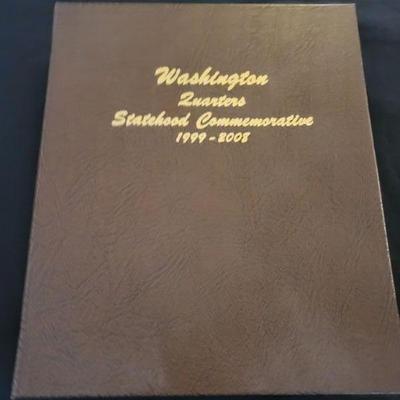 Washington
Quarters
Statehood Commemorative
1999-2008